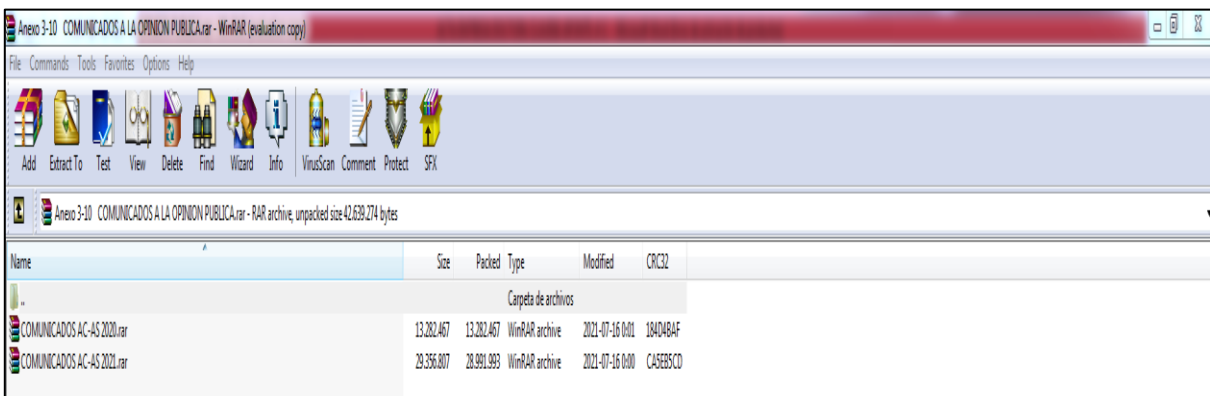 Anexo 3-10 COMUNICADOS A LA OPINION PUBLICA.rar - WinRAR (evaluation copy)
File Commands Tools Favorites Options Help
Add Extract To Test View Delete Find Wizard Info VirusScan Comment Protect SFX
Anexo 3-10 COMUNICADOS A LA OPINION PUBLICA.rar - RAR archive, unpacked size 42.639.274 bytes
Name Size Packed Type Modified CRC32
.. Carpeta de archivos
COMUNICADOS AC-AS 2020.rar 13.282.467 13.282.467 WinRAR archive 2021-07-16 0:01 184D4BAF
COMUNICADOS AC-AS 2021.rar 29.356.807 28.991.993 WinRAR archive 2021-07-16 0:00 CA5EB5CD